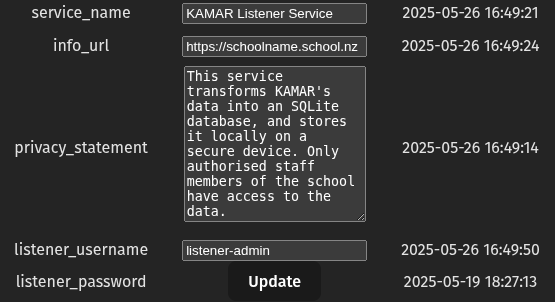 service_name KAMAR Listener Service 2025-05-26 16:49:21
info_url https://schoolname.school.nz 2025-05-26 16:49:24
privacy_statement This service
transforms KAMAR's
data into an SQLite
database, and stores
it locally on a
secure device. Only
authorised staff
members of the school
have access to the
data.
2025-05-26 16:49:14
listener_username listener-admin 2025-05-26 16:49:50
listener_password Update 2025-05-19 18:27:13